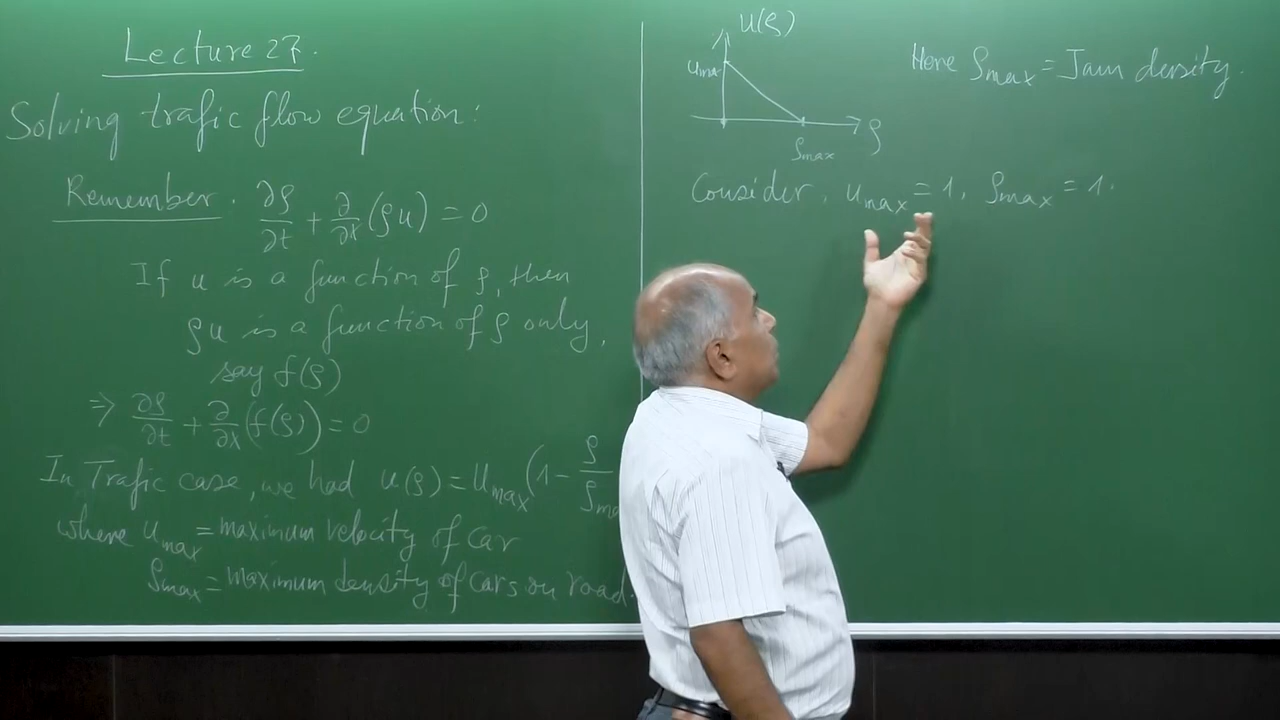 Lecture 27.
Solving trafic flow equation:
Remember. ∂ρ/∂t + ∂/∂x (ρu) = 0
If u is a function of ρ, then
ρu is a function of ρ only,
say f(ρ)
⇒ ∂ρ/∂t + ∂/∂x (f(ρ)) = 0
In Trafic case, we had u(ρ) = u_max (1 - ρ/ρ_ma
where u_max = maximum velocity of car
ρ_max = maximum density of cars on road.
u(ρ)
u_max
ρ_max
ρ
Here ρ_max = Jam density.
Consider, u_max = 1, ρ_max = 1.